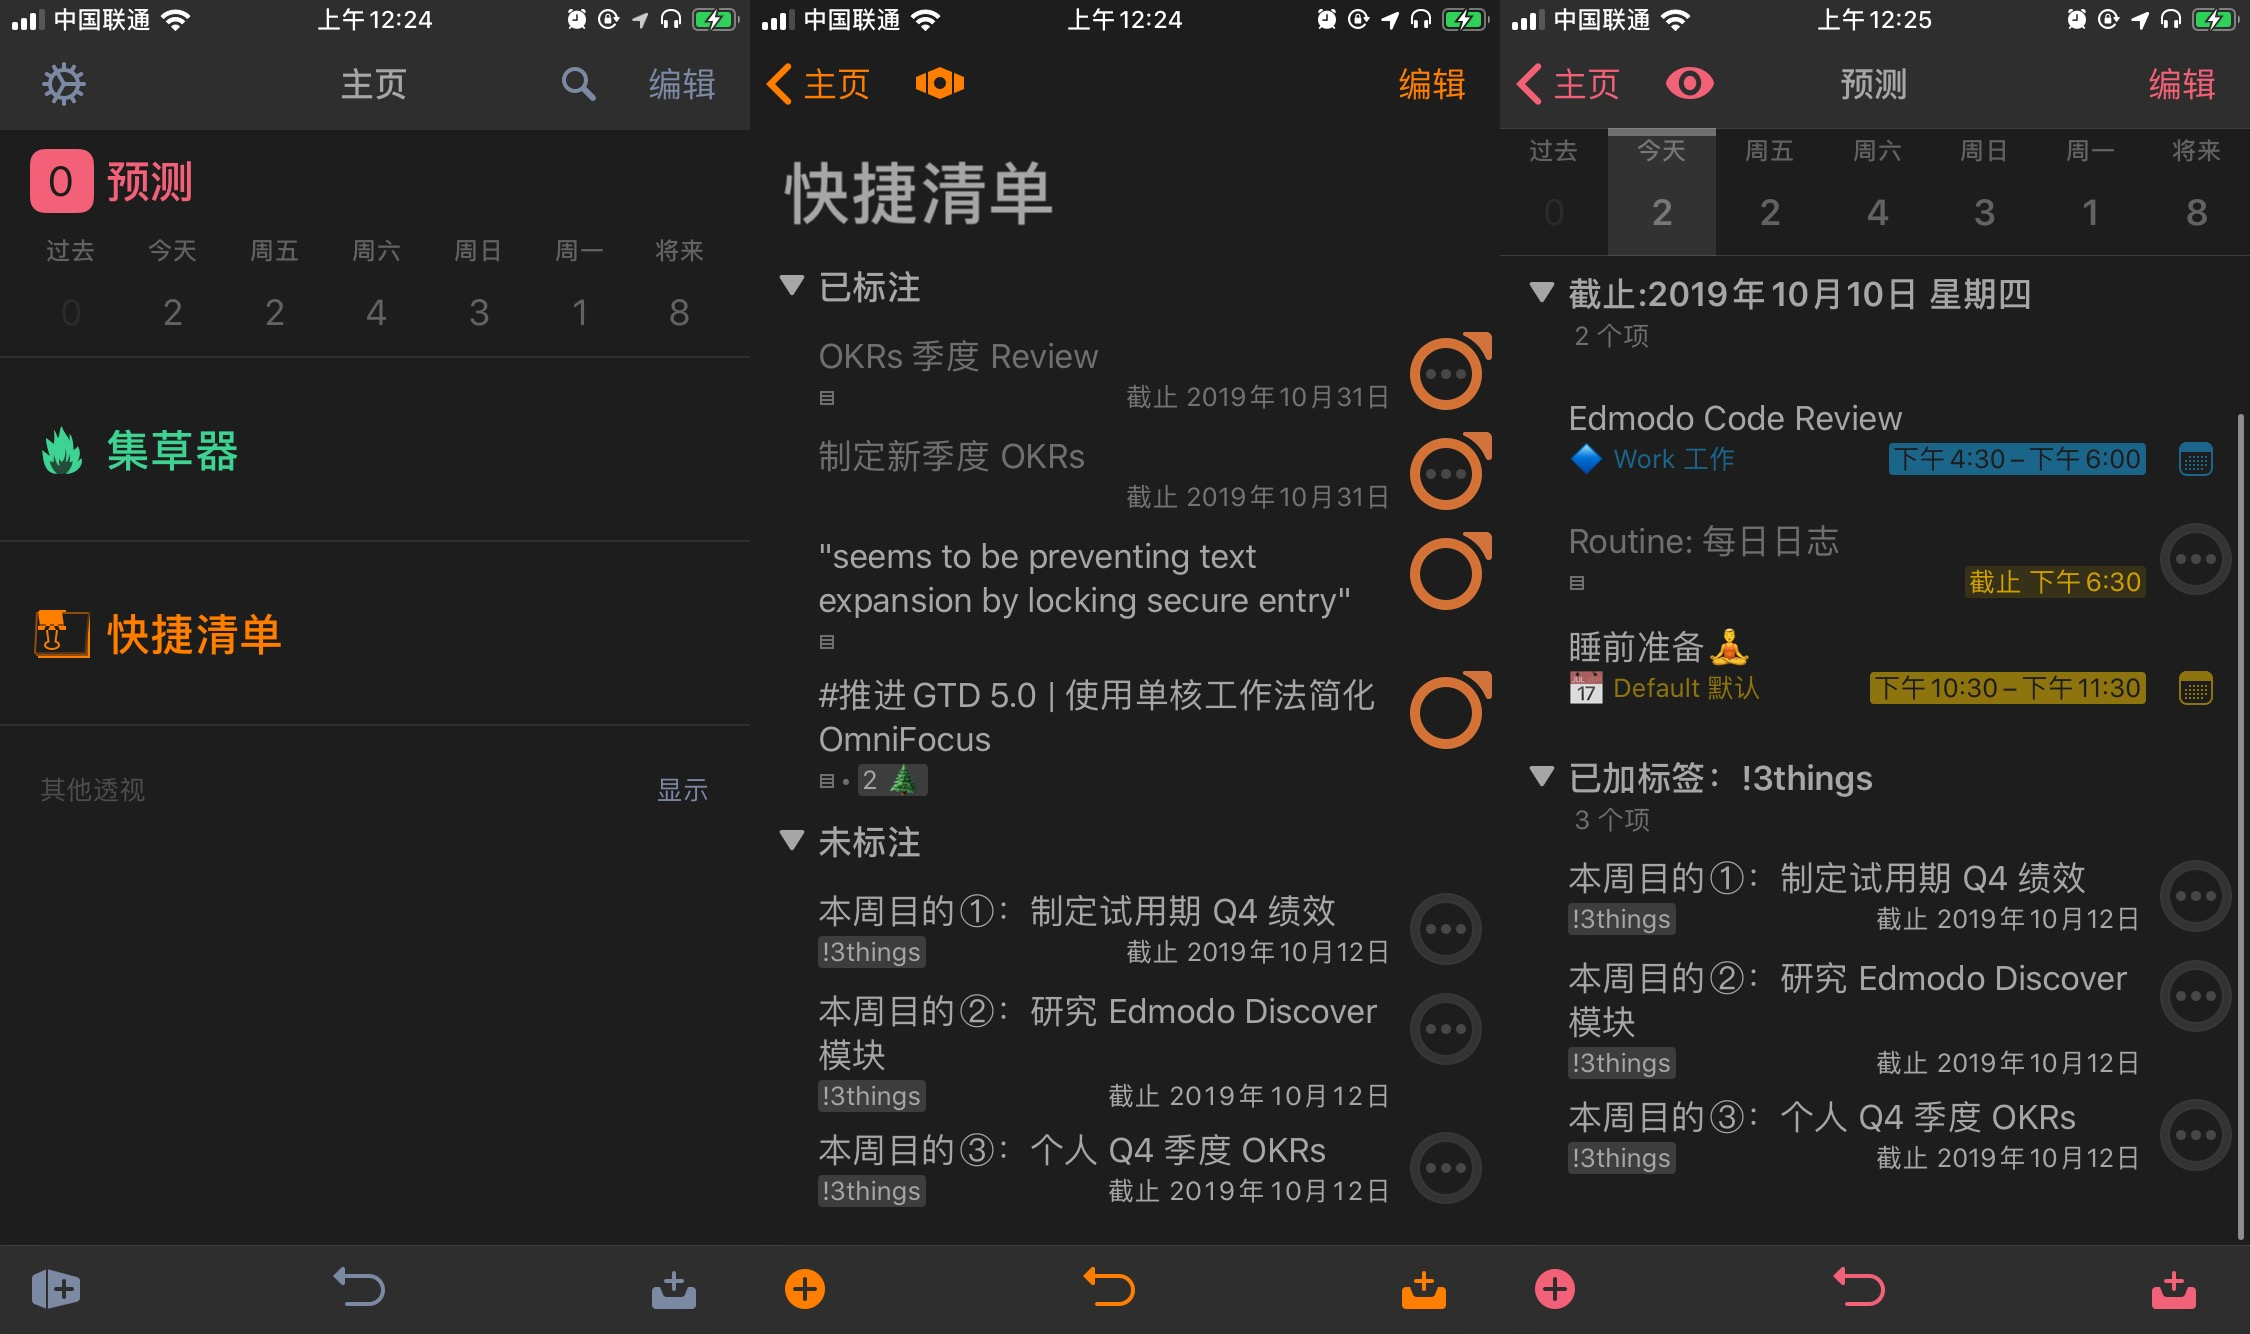 中国联通
上午12:24
主页
编辑
0 预测
过去 今天 周五 周六 周日 周一 将来
0 2 2 4 3 1 8
集草器
快捷清单
其他透视
显示
中国联通
上午12:24
主页
编辑
快捷清单
已标注
OKRs 季度 Review
截止 2019年10月31日
制定新季度 OKRs
截止 2019年10月31日
"seems to be preventing text
expansion by locking secure entry"
#推进GTD 5.0 | 使用单核工作法简化
OmniFocus
2 🌲
未标注
本周目的①：制定试用期 Q4 绩效
!3things
截止 2019年10月12日
本周目的②：研究 Edmodo Discover
模块
!3things
截止 2019年10月12日
本周目的③：个人 Q4 季度 OKRs
!3things
截止 2019年10月12日
中国联通
上午12:25
主页
预测
编辑
过去 今天 周五 周六 周日 周一 将来
0 2 2 4 3 1 8
截止:2019年10月10日 星期四
2 个项
Edmodo Code Review
🔷 Work 工作
下午4:30 – 下午6:00
Routine: 每日日志
截止 下午6:30
睡前准备🧘
📅 Default 默认
下午10:30 – 下午11:30
已加标签：!3things
3 个项
本周目的①：制定试用期 Q4 绩效
!3things
截止 2019年10月12日
本周目的②：研究 Edmodo Discover
模块
!3things
截止 2019年10月12日
本周目的③：个人 Q4 季度 OKRs
!3things
截止 2019年10月12日